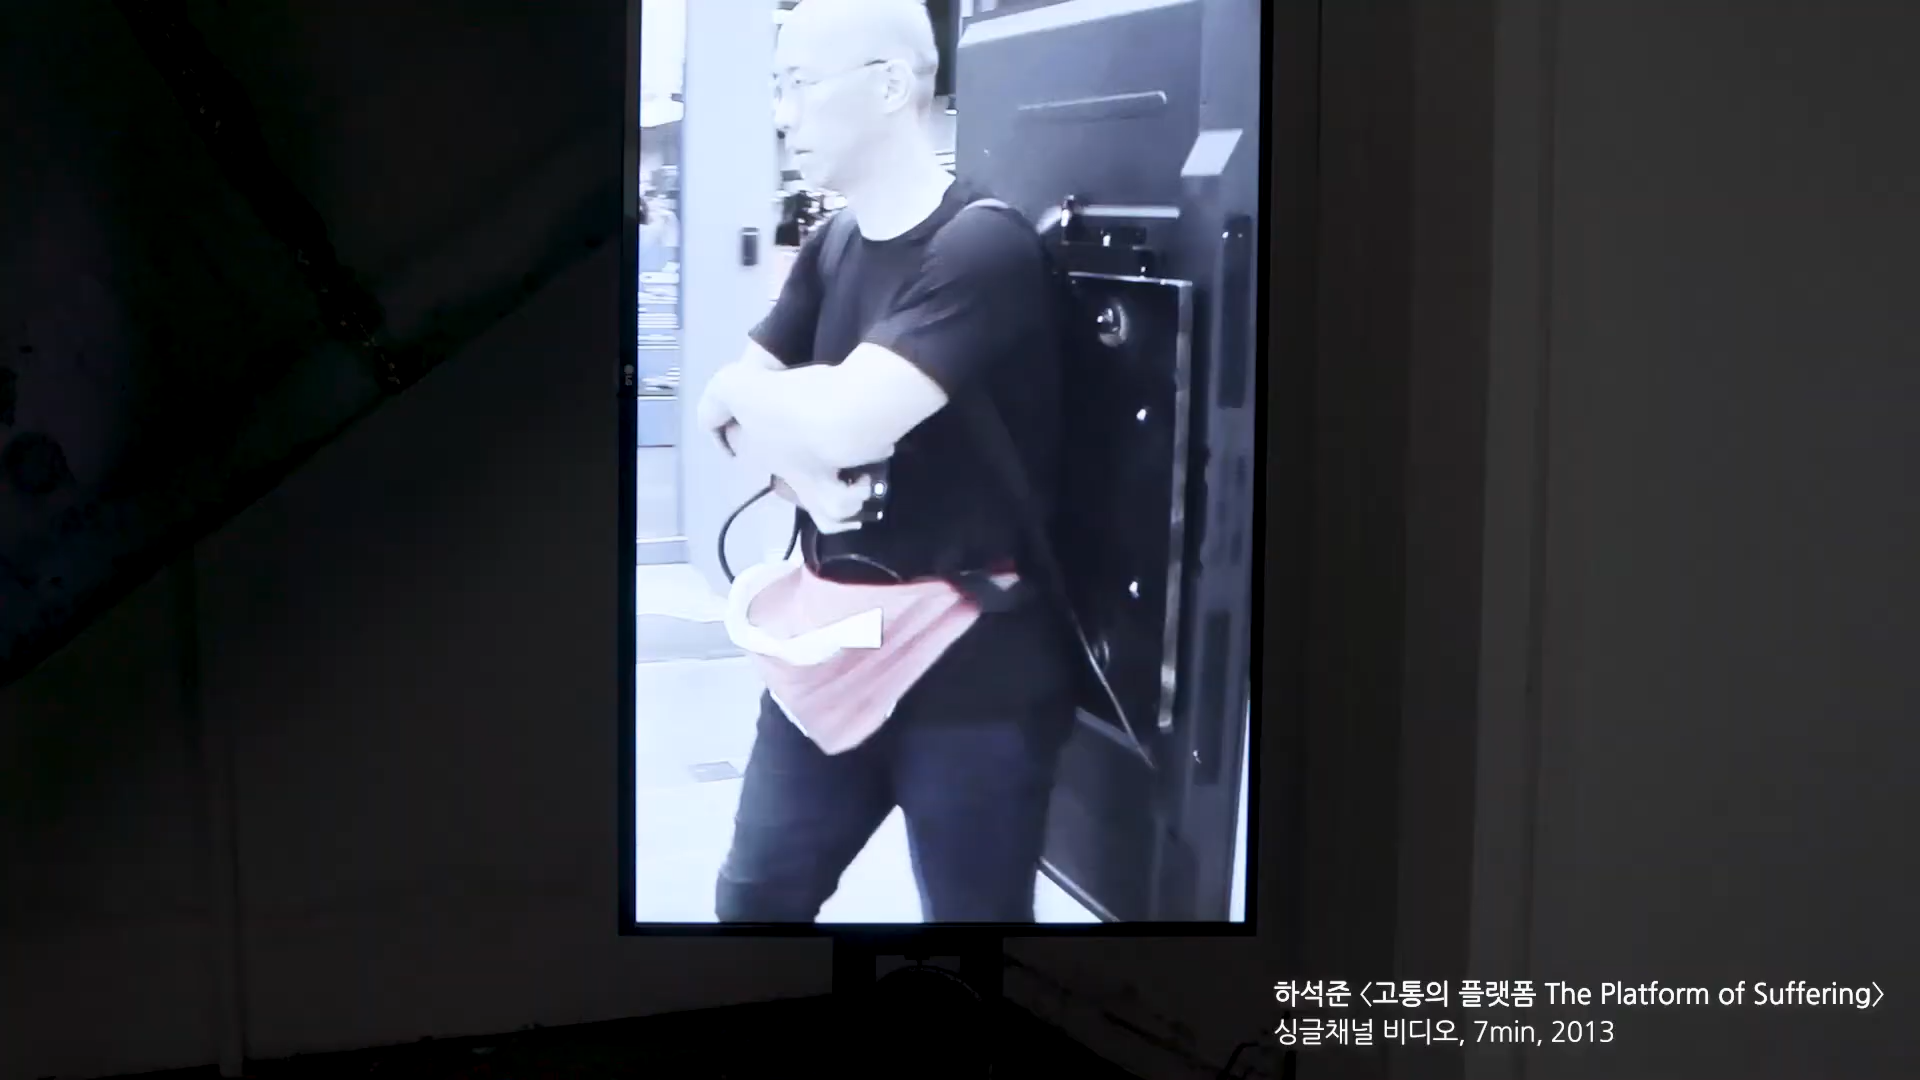 LG
하석준 〈고통의 플랫폼 The Platform of Suffering〉
싱글채널 비디오, 7min, 2013